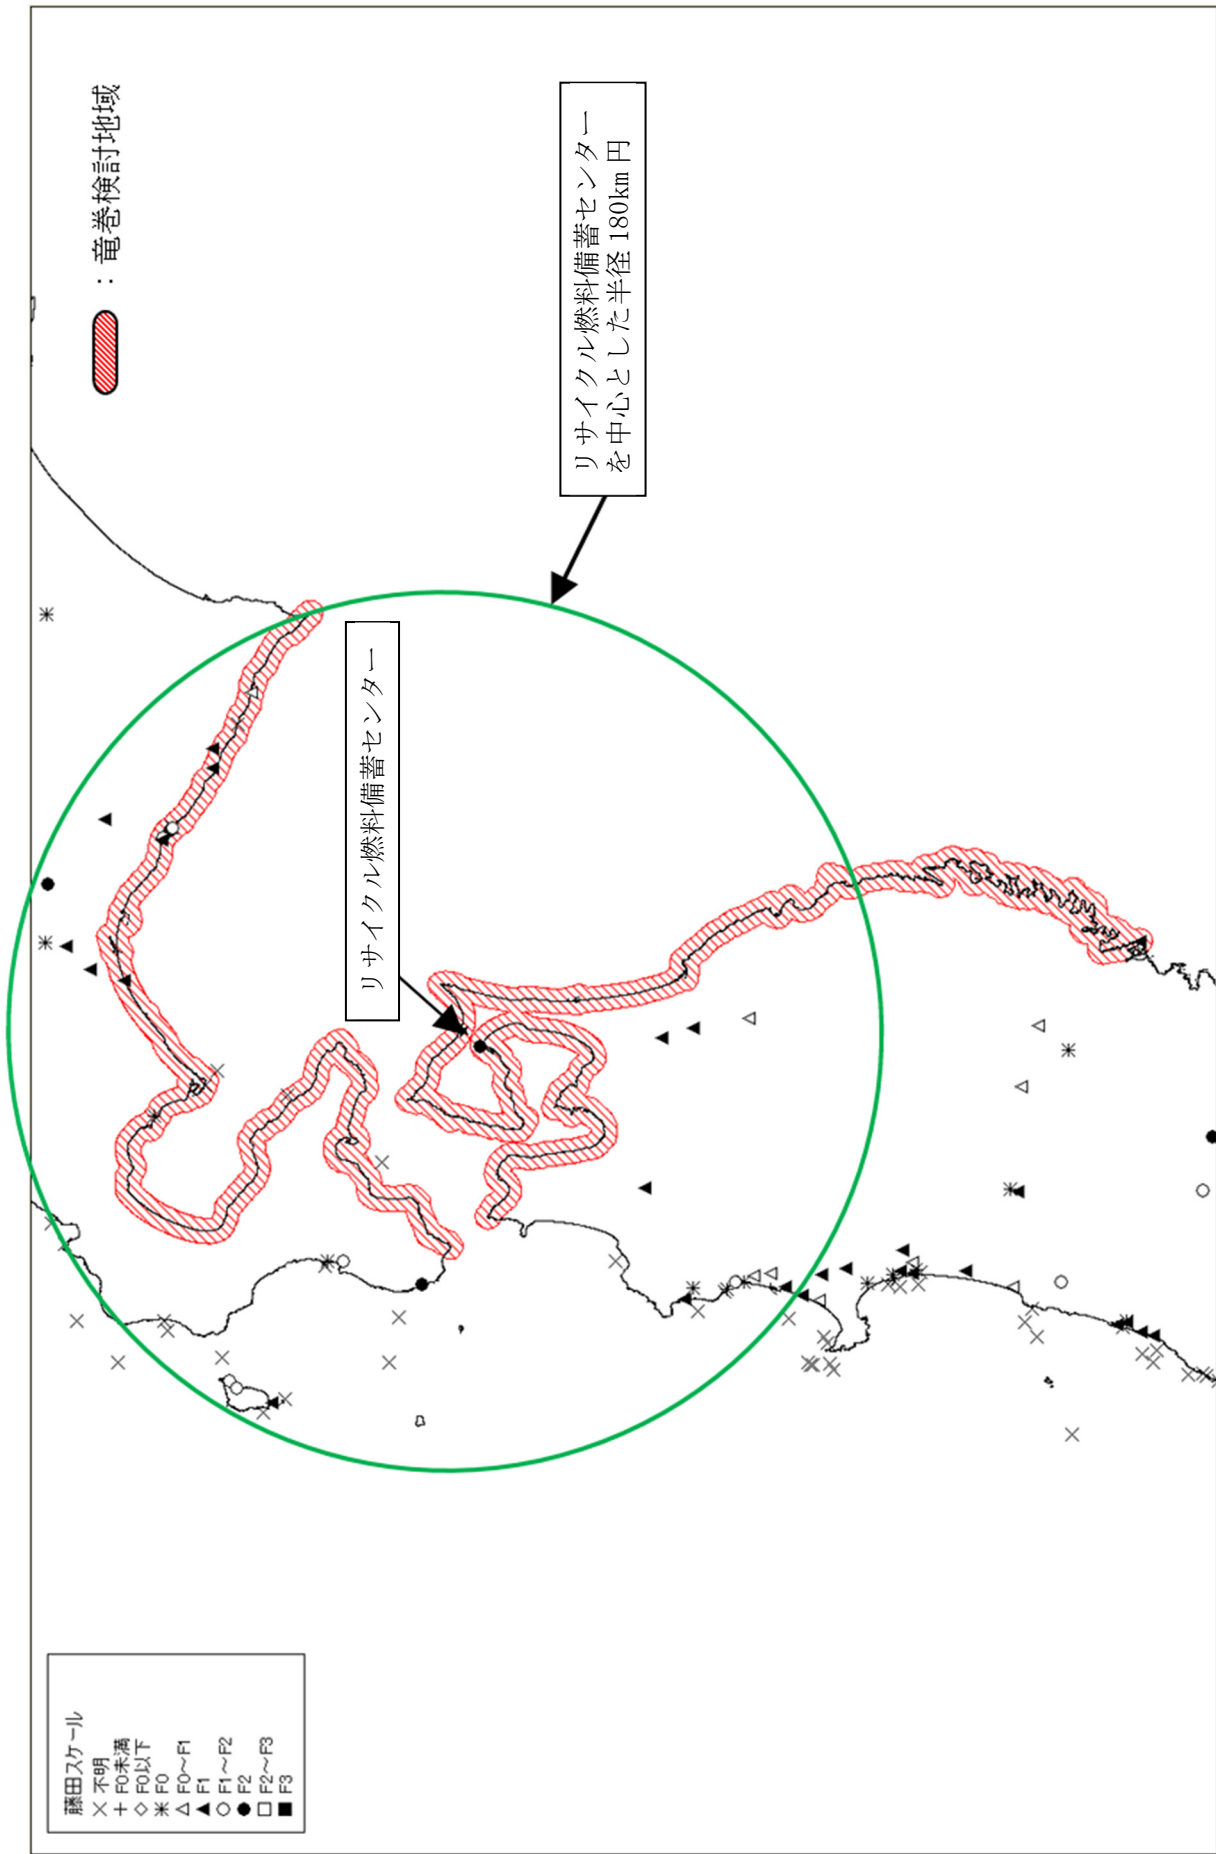 藤田スケール
× 不明
+ F0未満
◇ F0以下
＊ F0
△ F0～F1
▲ F1
○ F1～F2
● F2
□ F2～F3
■ F3
リサイクル燃料備蓄センター
リサイクル燃料備蓄センター
を中心とした半径 180km 円
：竜巻検討地域